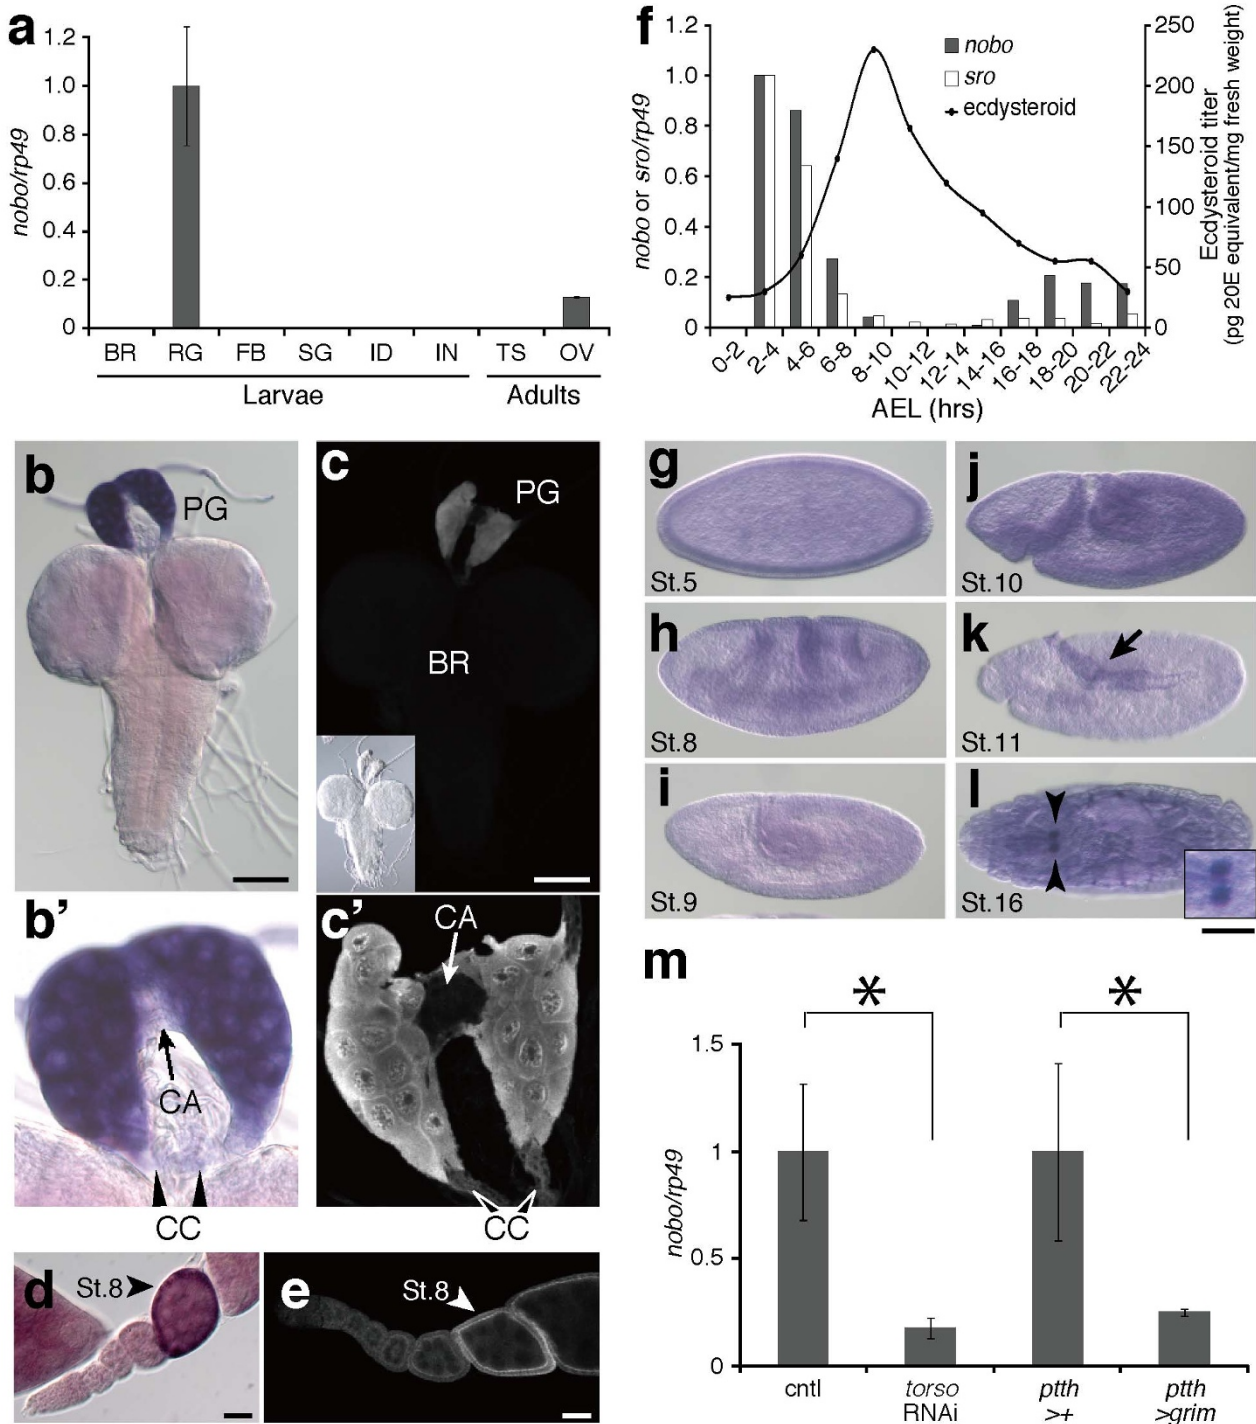 a
nobo/rp49
1.2
1.0
0.8
0.6
0.4
0.2
0
BR RG FB SG ID IN TS OV
Larvae Adults
f
nobo or sro/rp49
1.2
1.0
0.8
0.6
0.4
0.2
0
nobo
sro
ecdysteroid
250
200
150
100
50
0
Ecdysteroid titer
(pg 20E equivalent/mg fresh weight)
0-2 2-4 4-6 6-8 8-10 10-12 12-14 14-16 16-18 18-20 20-22 22-24
AEL (hrs)
b
PG
c
PG
BR
b’
CA
CC
c’
CA
CC
d
St.8
e
St.8
g
St.5
h
St.8
i
St.9
j
St.10
k
St.11
l
St.16
m
*
*
nobo/rp49
1.5
1
0.5
0
cntl
torso
RNAi
ptth
>+
ptth
>grim